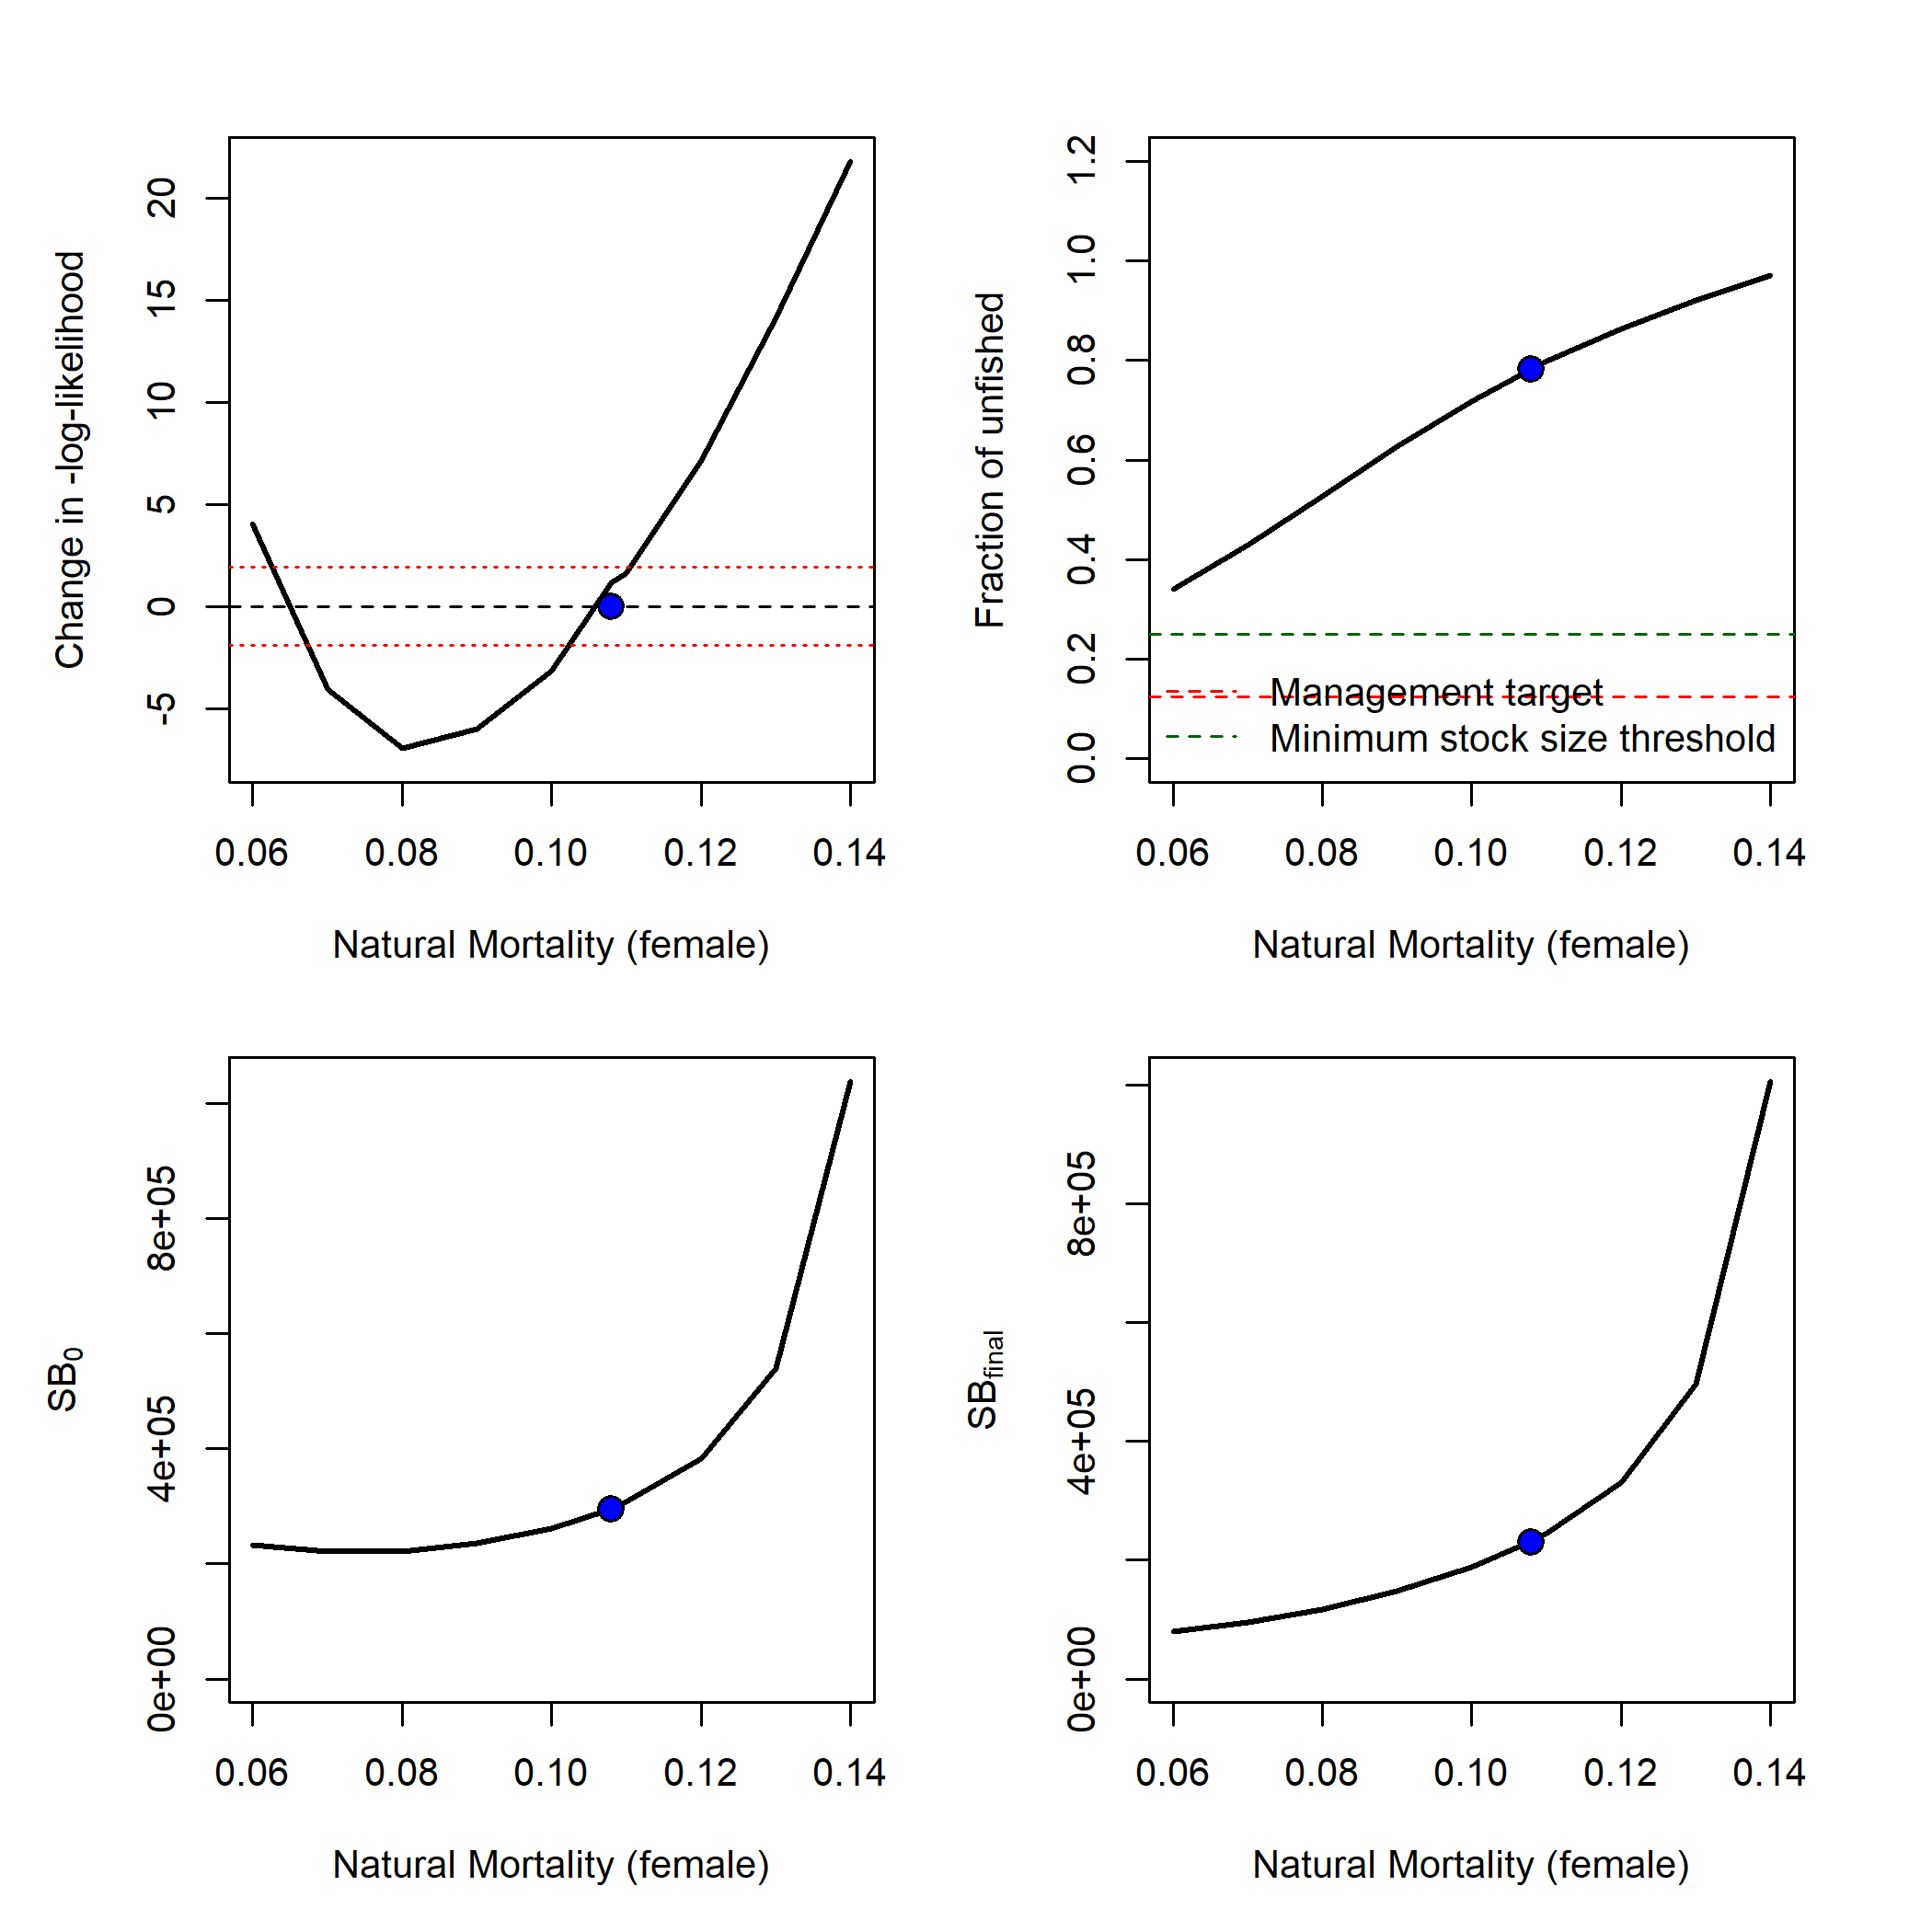 Change in -log-likelihood
20
15
10
5
0
-5
0.06 0.08 0.10 0.12 0.14
Natural Mortality (female)
Fraction of unfished
1.2
1.0
0.8
0.6
0.4
0.2
0.0
Management target
Minimum stock size threshold
0.06 0.08 0.10 0.12 0.14
Natural Mortality (female)
SB0
8e+05
4e+05
0e+00
0.06 0.08 0.10 0.12 0.14
Natural Mortality (female)
SBfinal
8e+05
4e+05
0e+00
0.06 0.08 0.10 0.12 0.14
Natural Mortality (female)